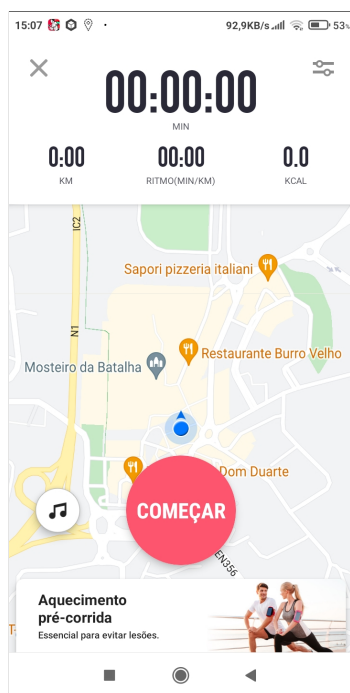 15:07
92,9KB/s
53%
00:00:00
MIN
0:00
00:00
0.0
KM
RITMO(MIN/KM)
KCAL
IC2
Sapori pizzeria italiani
N1
Restaurante Burro Velho
Mosteiro da Batalha
Dom Duarte
COMEÇAR
EN356
Aquecimento
pré-corrida
Essencial para evitar lesões.